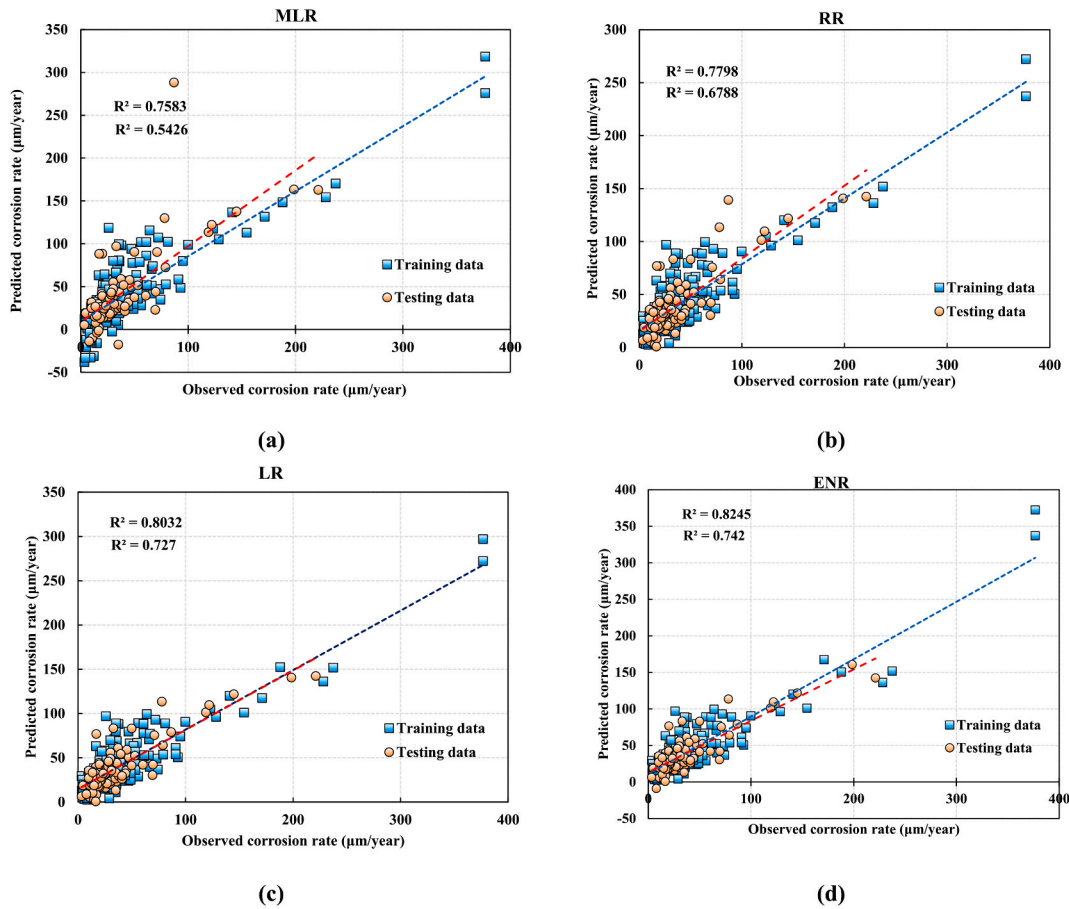 MLR
350
300
250
200
150
100
50
0
-50
Predicted corrosion rate (µm/year)
R² = 0.7583
R² = 0.5426
Training data
Testing data
0 100 200 300 400
Observed corrosion rate (µm/year)
(a)
RR
300
250
200
150
100
50
0
Predicted corrosion rate (µm/year)
R² = 0.7798
R² = 0.6788
Training data
Testing data
0 100 200 300 400
Observed corrosion rate (µm/year)
(b)
LR
350
300
250
200
150
100
50
0
Predicted corrosion rate (µm/year)
R² = 0.8032
R² = 0.727
Training data
Testing data
0 100 200 300 400
Observed corrosion rate (µm/year)
(c)
ENR
400
350
300
250
200
150
100
50
0
-50
Predicted corrosion rate (µm/year)
R² = 0.8245
R² = 0.742
Training data
Testing data
0 100 200 300 400
Observed corrosion rate (µm/year)
(d)